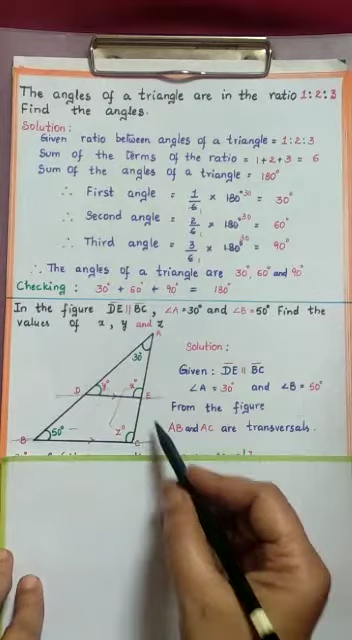 The angles of a triangle are in the ratio 1:2:3
Find the angles.
Solution:
Given ratio between angles of a triangle = 1:2:3
Sum of the terms of the ratio = 1+2+3 = 6
Sum of the angles of a triangle = 180°
∴ First angle = 1/6 × 180° 30 = 30°
∴ Second angle = 2/6 × 180° 30 = 60°
∴ Third angle = 3/6 × 180° 30 = 90°
∴ The angles of a triangle are 30°, 60° and 90°
Checking: 30° + 60° + 90° = 180°
In the figure DE || BC, ∠A = 30° and ∠B = 50° Find the
values of x, y and z
A
30°
D y° x° E
B 50° z° C
Solution:
Given: DE || BC
∠A = 30° and ∠B = 50°
From the figure
AB and AC are transversals.